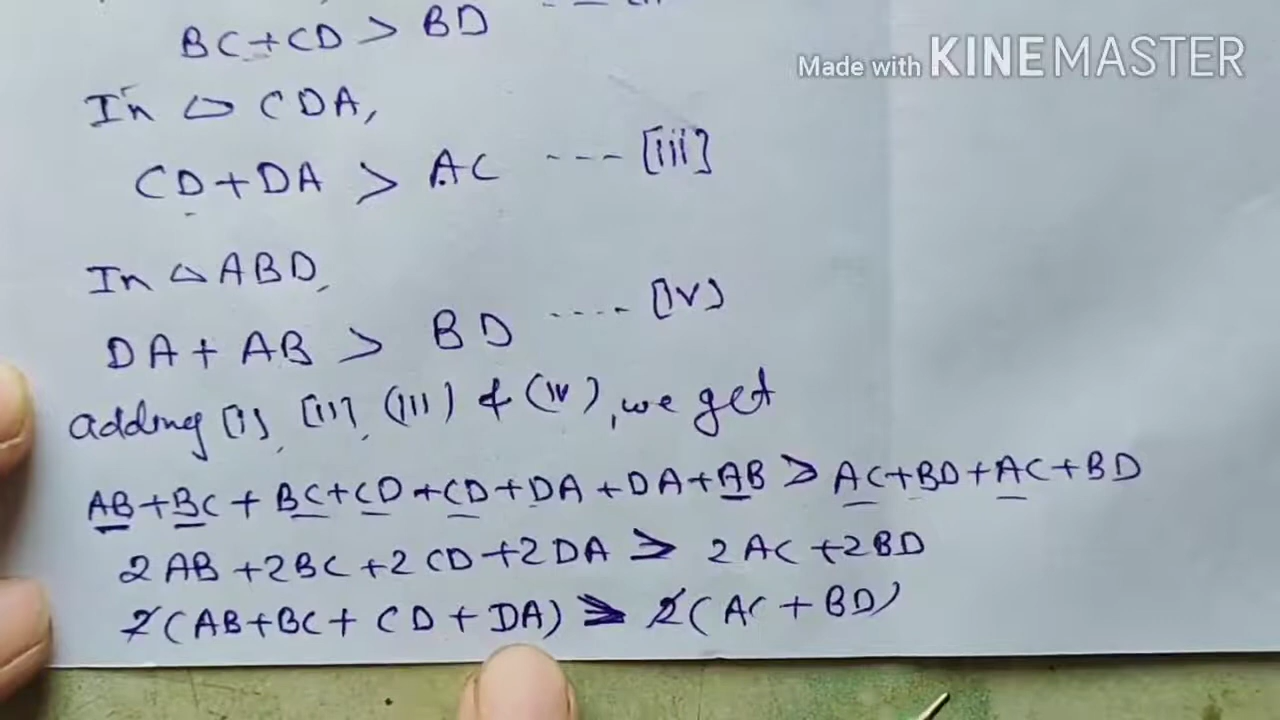 BC+CD > BD
Made with KINEMASTER
In △ CDA,
CD+DA > AC --- [iii]
In △ ABD,
DA+ AB > BD ---- [iv]
adding [i], [ii], (iii) & (iv), we get
AB+BC + BC+CD +CD+DA +DA+AB > AC+BD+AC+BD
2AB +2BC +2CD +2DA > 2AC +2BD
2(AB+BC+ CD + DA) > 2(AC + BD)